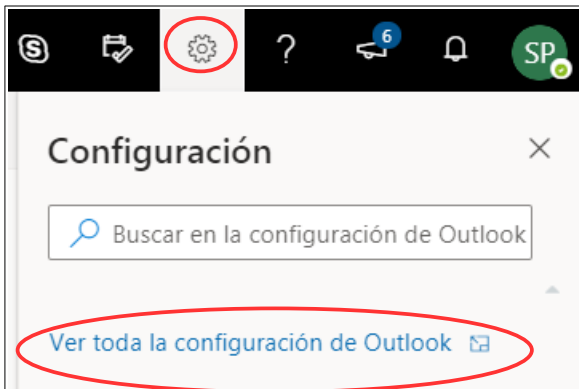 6
SP
Configuración
Buscar en la configuración de Outlook
Ver toda la configuración de Outlook